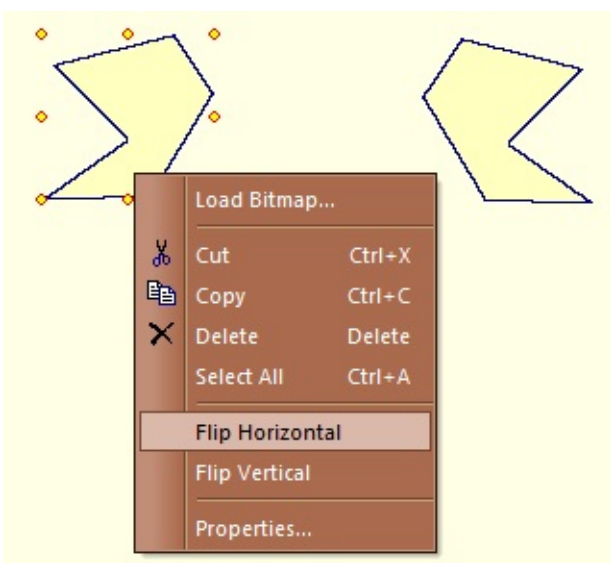 Load Bitmap...
Cut Ctrl+X
Copy Ctrl+C
Delete Delete
Select All Ctrl+A
Flip Horizontal
Flip Vertical
Properties...